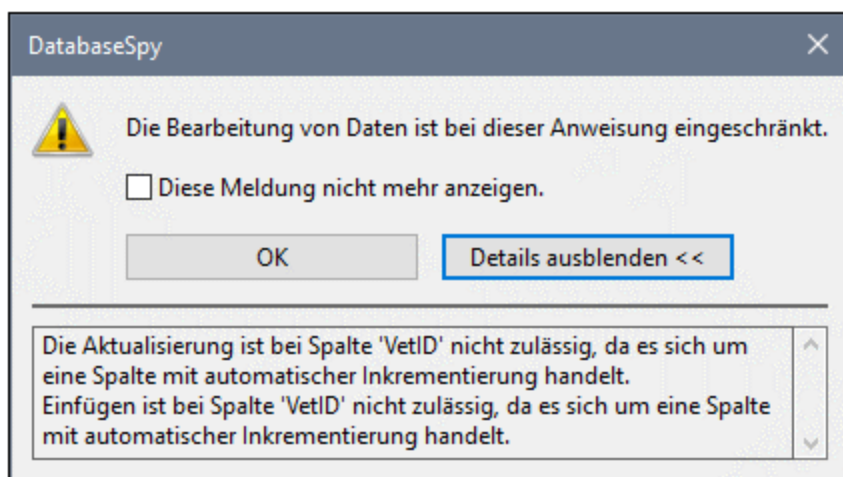 DatabaseSpy
Die Bearbeitung von Daten ist bei dieser Anweisung eingeschränkt.
Diese Meldung nicht mehr anzeigen.
OK
Details ausblenden <<
Die Aktualisierung ist bei Spalte 'VetID' nicht zulässig, da es sich um
eine Spalte mit automatischer Inkrementierung handelt.
Einfügen ist bei Spalte 'VetID' nicht zulässig, da es sich um eine Spalte
mit automatischer Inkrementierung handelt.